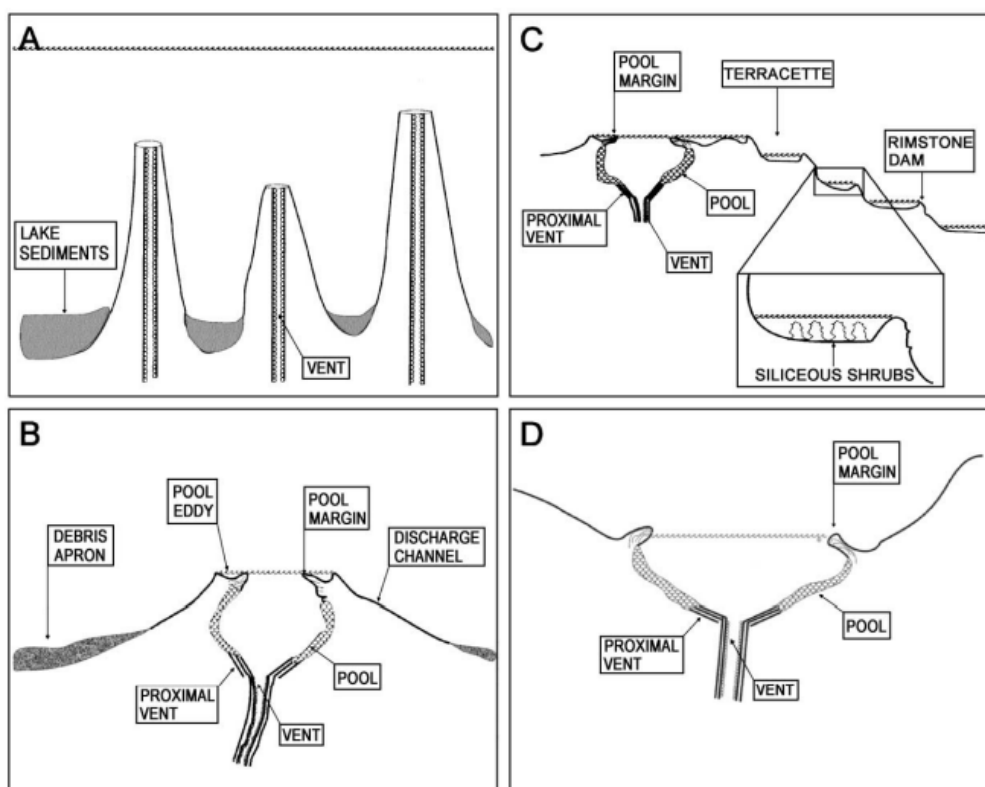 A
LAKE
SEDIMENTS
VENT
B
POOL
EDDY
POOL
MARGIN
DEBRIS
APRON
DISCHARGE
CHANNEL
PROXIMAL
VENT
VENT
POOL
C
POOL
MARGIN
TERRACETTE
RIMSTONE
DAM
PROXIMAL
VENT
POOL
VENT
SILICEOUS SHRUBS
D
POOL
MARGIN
PROXIMAL
VENT
VENT
POOL